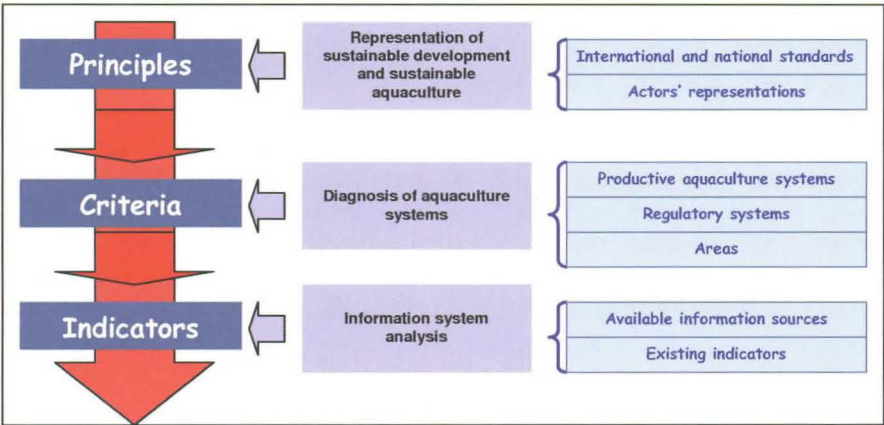 Principles
Representation of
sustainable development
and sustainable
aquaculture
International and national standards
Actors' representations
Criteria
Diagnosis of aquaculture
systems
Productive aquaculture systems
Regulatory systems
Areas
Indicators
Information system
analysis
Available information sources
Existing indicators